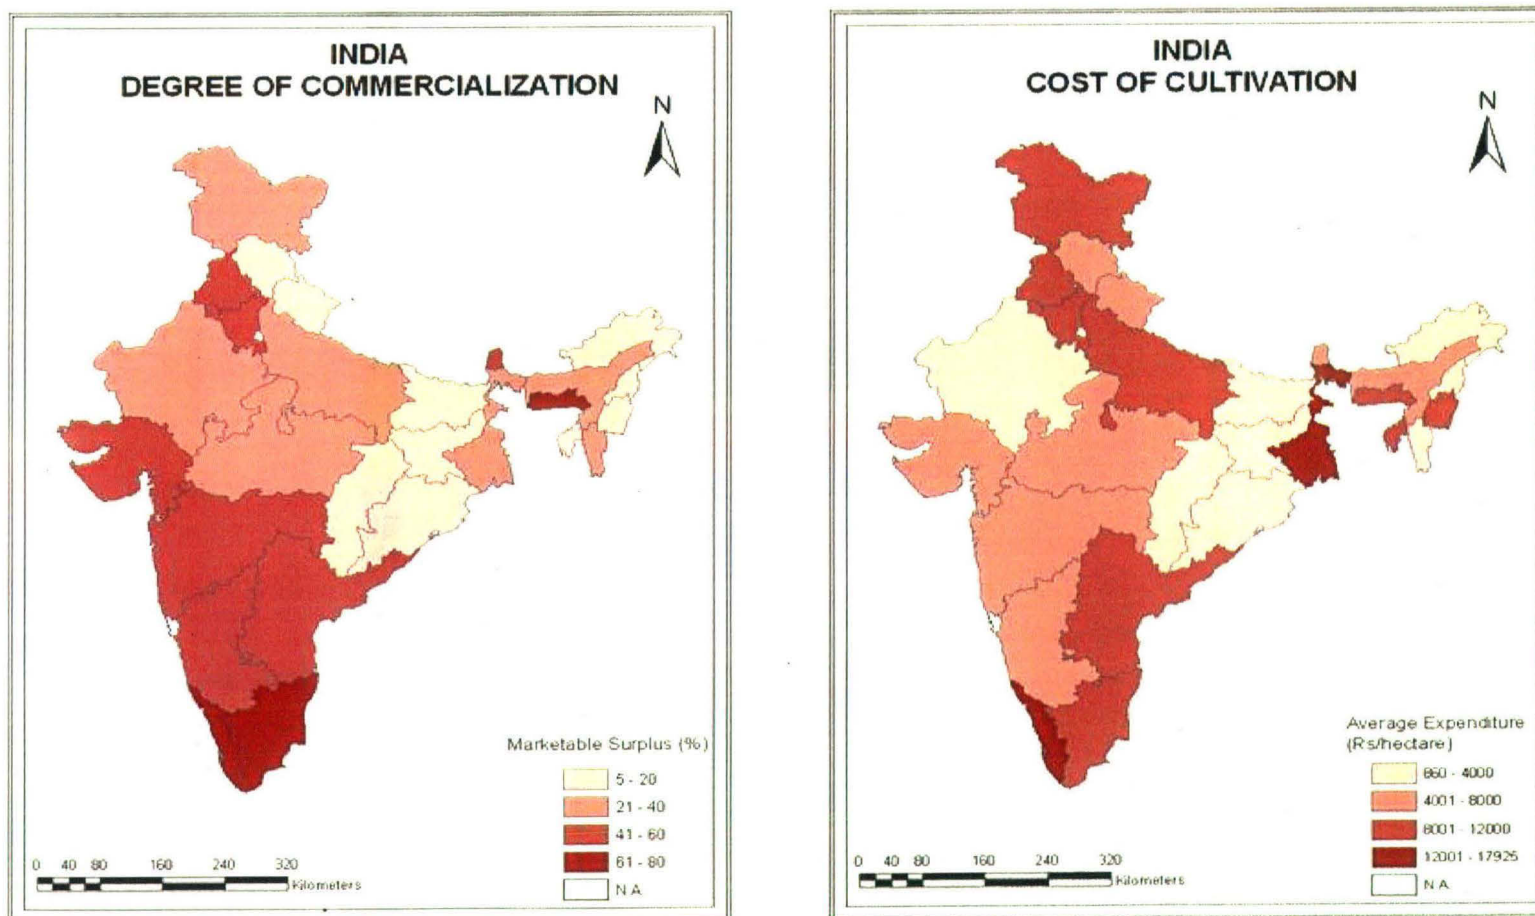 INDIA
DEGREE OF COMMERCIALIZATION
N
Marketable Surplus (%)
5 - 20
21 - 40
41 - 60
61 - 80
N A
0 40 80 160 240 320
Kilometers
INDIA
COST OF CULTIVATION
N
Average Expenditure
(Rs/hectare)
860 - 4000
4001 - 8000
8001 - 12000
12001 - 17925
N A
0 40 80 160 240 320
Kilometers